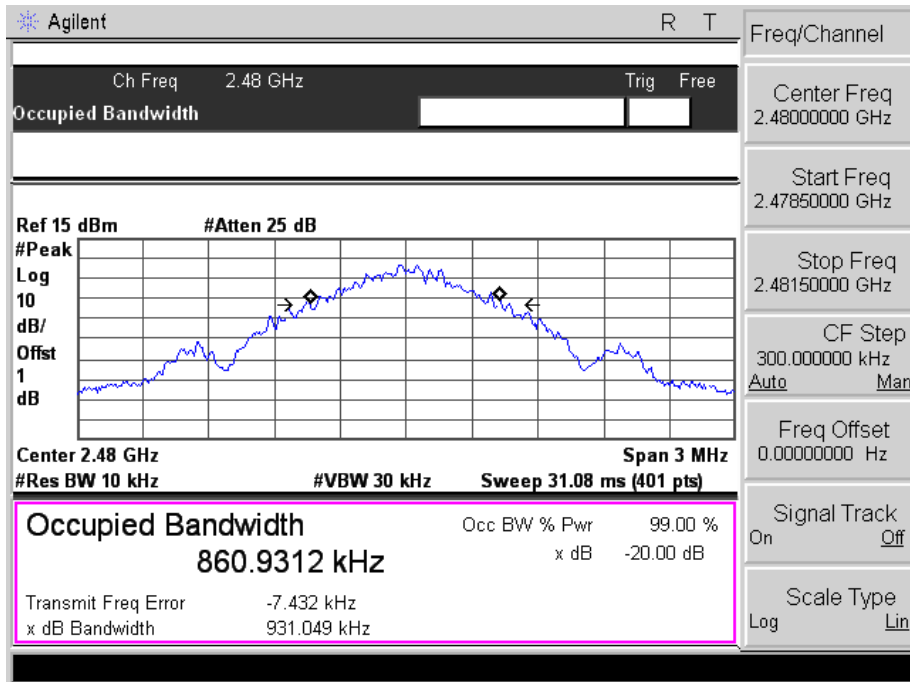 Agilent R T
Ch Freq 2.48 GHz Trig Free
Occupied Bandwidth
Ref 15 dBm #Atten 25 dB
#Peak
Log
10
dB/
Offst
1
dB
Center 2.48 GHz Span 3 MHz
#Res BW 10 kHz #VBW 30 kHz Sweep 31.08 ms (401 pts)
Occupied Bandwidth
860.9312 kHz
Occ BW % Pwr 99.00 %
x dB -20.00 dB
Transmit Freq Error -7.432 kHz
x dB Bandwidth 931.049 kHz
Freq/Channel
Center Freq
2.48000000 GHz
Start Freq
2.47850000 GHz
Stop Freq
2.48150000 GHz
CF Step
300.000000 kHz
Auto Man
Freq Offset
0.00000000 Hz
Signal Track
On Off
Scale Type
Log Lin